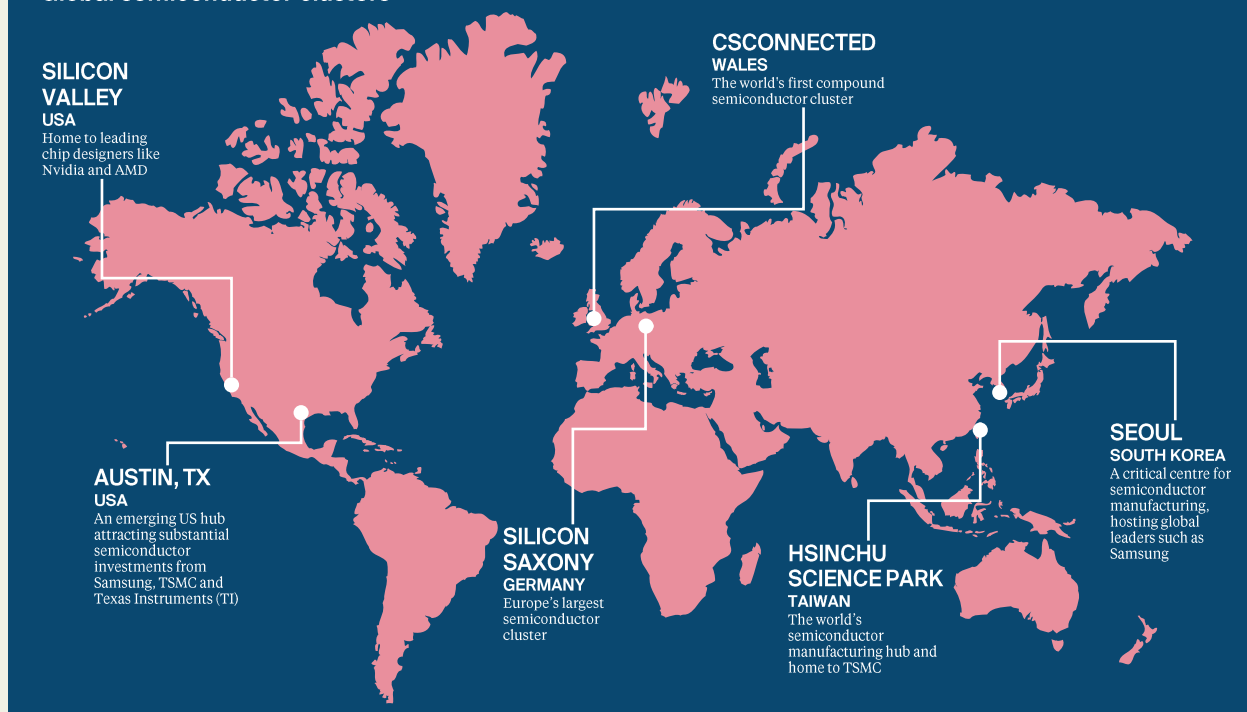 Global semiconductor clusters
SILICON
VALLEY
USA
Home to leading
chip designers like
Nvidia and AMD
CSCONNECTED
WALES
The world's first compound
semiconductor cluster
AUSTIN, TX
USA
An emerging US hub
attracting substantial
semiconductor
investments from
Samsung, TSMC and
Texas Instruments (TI)
SILICON
SAXONY
GERMANY
Europe's largest
semiconductor
cluster
HSINCHU
SCIENCE PARK
TAIWAN
The world's
semiconductor
manufacturing hub and
home to TSMC
SEOUL
SOUTH KOREA
A critical centre for
semiconductor
manufacturing,
hosting global
leaders such as
Samsung